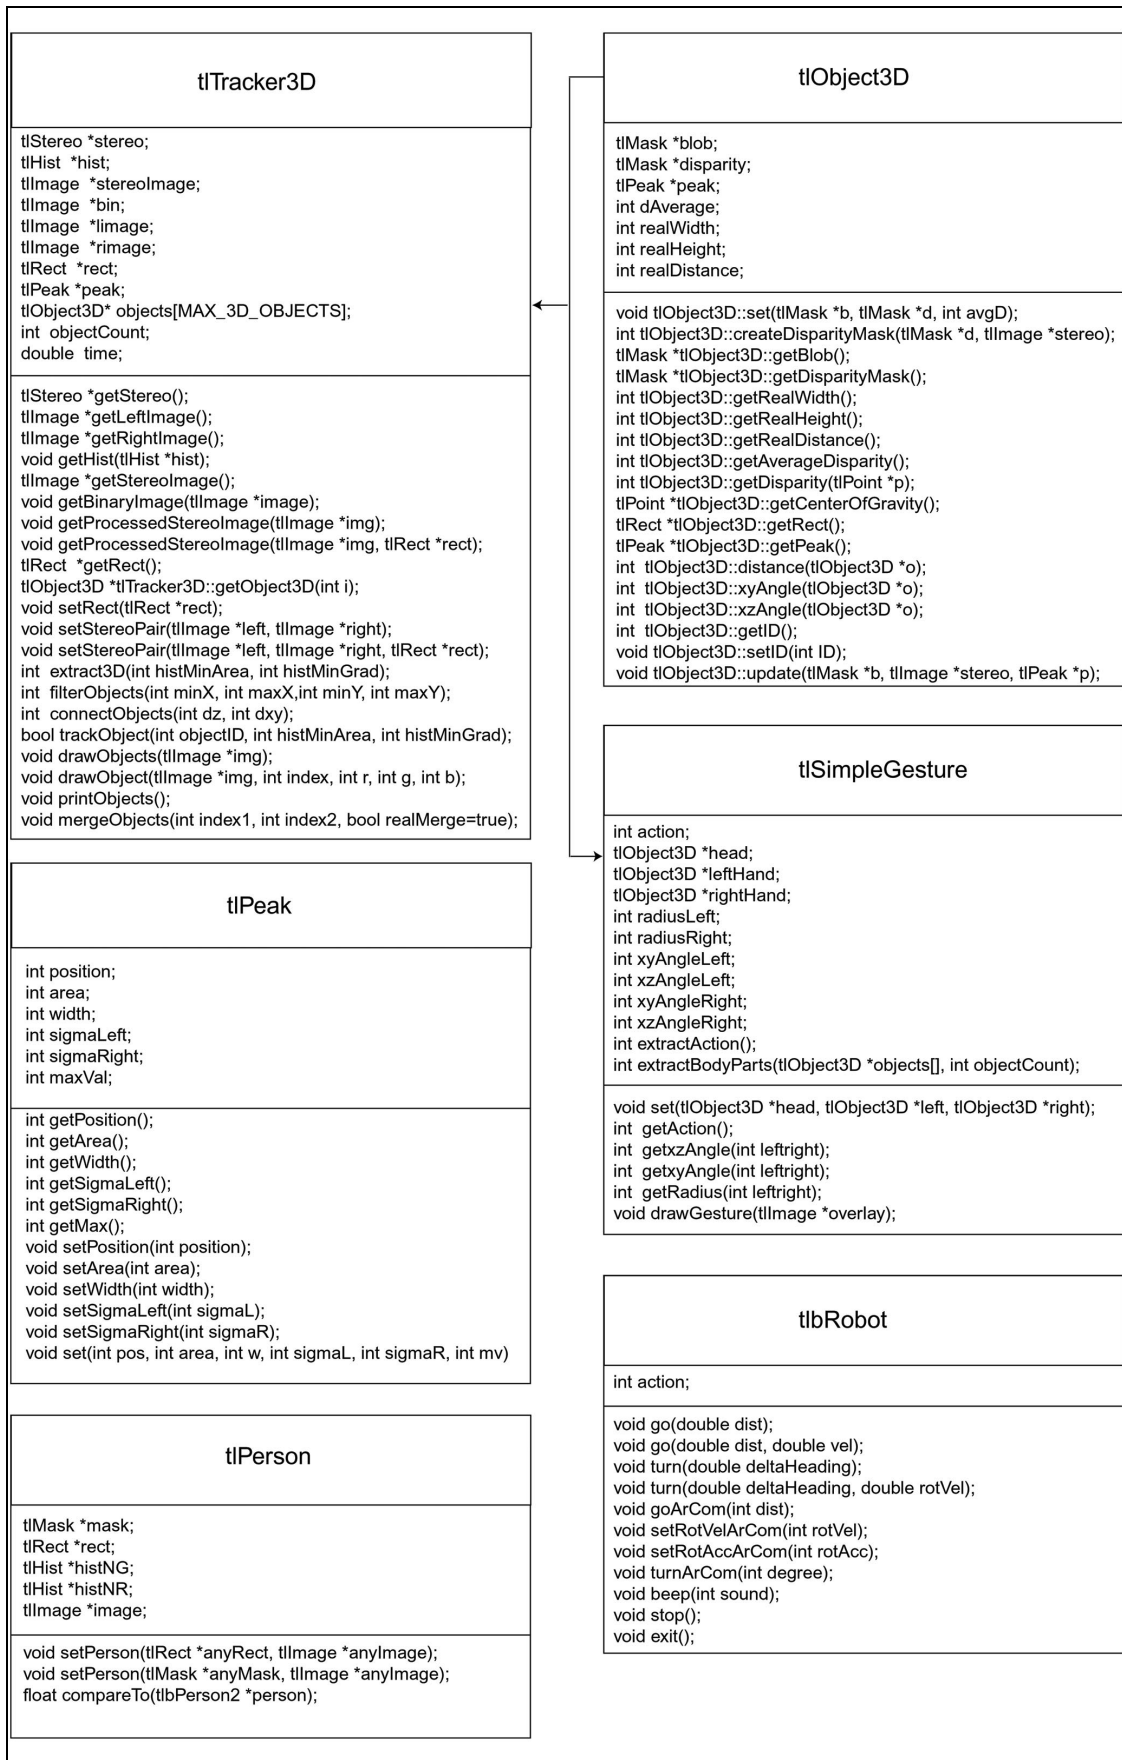 tlTracker3D
tlStereo *stereo;
tlHist  *hist;
tlImage  *stereoImage;
tlImage  *bin;
tlImage  *limage;
tlImage  *rimage;
tlRect  *rect;
tlPeak *peak;
tlObject3D* objects[MAX_3D_OBJECTS];
int  objectCount;
double  time;
tlStereo *getStereo();
tlImage *getLeftImage();
tlImage *getRightImage();
void getHist(tlHist *hist);
tlImage *getStereoImage();
void getBinaryImage(tlImage *image);
void getProcessedStereoImage(tlImage *img);
void getProcessedStereoImage(tlImage *img, tlRect *rect);
tlRect  *getRect();
tlObject3D *tlTracker3D::getObject3D(int i);
void setRect(tlRect *rect);
void setStereoPair(tlImage *left, tlImage *right);
void setStereoPair(tlImage *left, tlImage *right, tlRect *rect);
int  extract3D(int histMinArea, int histMinGrad);
int  filterObjects(int minX, int maxX,int minY, int maxY);
int  connectObjects(int dz, int dxy);
bool trackObject(int objectID, int histMinArea, int histMinGrad);
void drawObjects(tlImage *img);
void drawObject(tlImage *img, int index, int r, int g, int b);
void printObjects();
void mergeObjects(int index1, int index2, bool realMerge=true);
tlPeak
int position;
int area;
int width;
int sigmaLeft;
int sigmaRight;
int maxVal;
int getPosition();
int getArea();
int getWidth();
int getSigmaLeft();
int getSigmaRight();
int getMax();
void setPosition(int position);
void setArea(int area);
void setWidth(int width);
void setSigmaLeft(int sigmaL);
void setSigmaRight(int sigmaR);
void set(int pos, int area, int w, int sigmaL, int sigmaR, int mv)
tlPerson
tlMask *mask;
tlRect *rect;
tlHist *histNG;
tlHist *histNR;
tlImage *image;
void setPerson(tlRect *anyRect, tlImage *anyImage);
void setPerson(tlMask *anyMask, tlImage *anyImage);
float compareTo(tlbPerson2 *person);
tlObject3D
tlMask *blob;
tlMask *disparity;
tlPeak *peak;
int dAverage;
int realWidth;
int realHeight;
int realDistance;
void tlObject3D::set(tlMask *b, tlMask *d, int avgD);
int tlObject3D::createDisparityMask(tlMask *d, tlImage *stereo);
tlMask *tlObject3D::getBlob();
tlMask *tlObject3D::getDisparityMask();
int tlObject3D::getRealWidth();
int tlObject3D::getRealHeight();
int tlObject3D::getRealDistance();
int tlObject3D::getAverageDisparity();
int tlObject3D::getDisparity(tlPoint *p);
tlPoint *tlObject3D::getCenterOfGravity();
tlRect *tlObject3D::getRect();
tlPeak *tlObject3D::getPeak();
int  tlObject3D::distance(tlObject3D *o);
int  tlObject3D::xyAngle(tlObject3D *o);
int  tlObject3D::xzAngle(tlObject3D *o);
int  tlObject3D::getID();
void tlObject3D::setID(int ID);
void tlObject3D::update(tlMask *b, tlImage *stereo, tlPeak *p);
tlSimpleGesture
int action;
tlObject3D *head;
tlObject3D *leftHand;
tlObject3D *rightHand;
int radiusLeft;
int radiusRight;
int xyAngleLeft;
int xzAngleLeft;
int xyAngleRight;
int xzAngleRight;
int extractAction();
int extractBodyParts(tlObject3D *objects[], int objectCount);
void set(tlObject3D *head, tlObject3D *left, tlObject3D *right);
int  getAction();
int  getxzAngle(int leftright);
int  getxyAngle(int leftright);
int  getRadius(int leftright);
void drawGesture(tlImage *overlay);
tlbRobot
int action;
void go(double dist);
void go(double dist, double vel);
void turn(double deltaHeading);
void turn(double deltaHeading, double rotVel);
void goArCom(int dist);
void setRotVelArCom(int rotVel);
void setRotAccArCom(int rotAcc);
void turnArCom(int degree);
void beep(int sound);
void stop();
void exit();